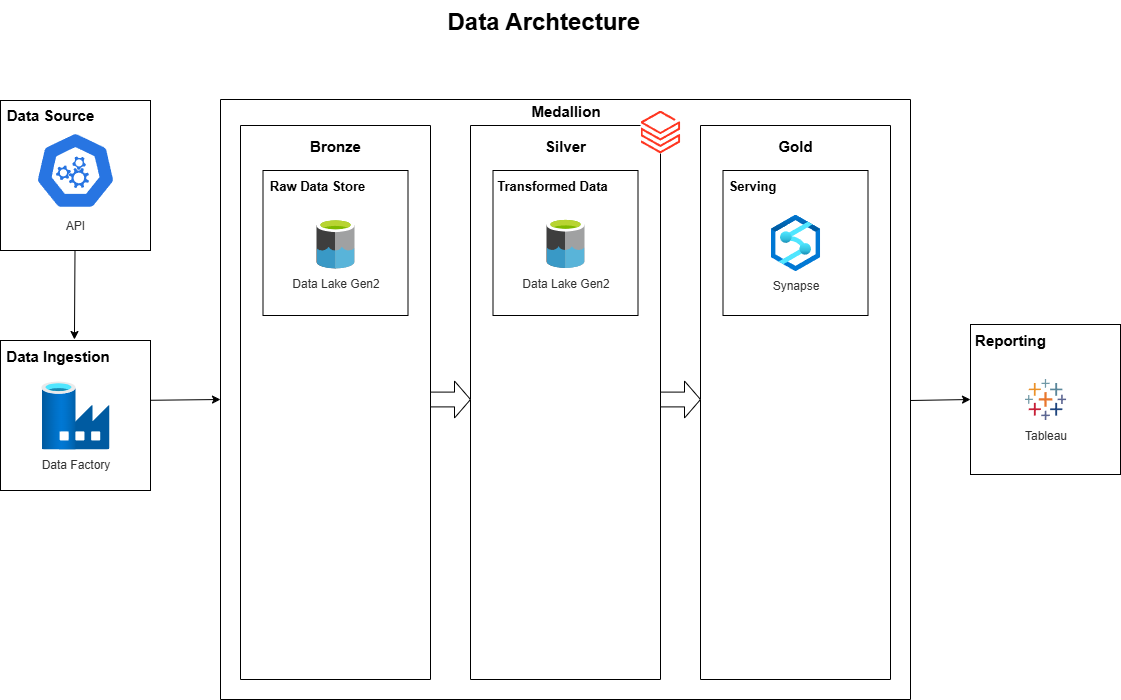 Data Archtecture
Data Source
API
Data Ingestion
Data Factory
Medallion
Bronze
Raw Data Store
Data Lake Gen2
Silver
Transformed Data
Data Lake Gen2
Gold
Serving
Synapse
Reporting
Tableau